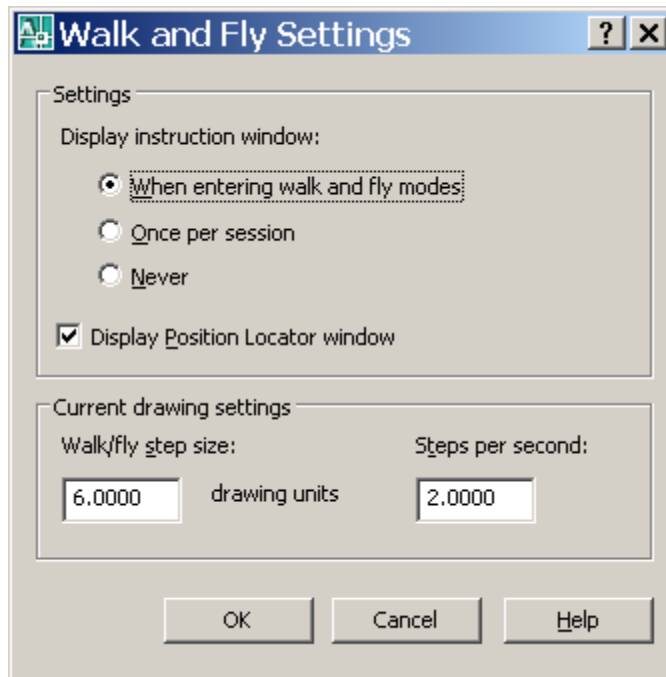 Walk and Fly Settings
Settings
Display instruction window:
When entering walk and fly modes
Once per session
Never
Display Position Locator window
Current drawing settings
Walk/fly step size: Steps per second:
6.0000 drawing units 2.0000
OK Cancel Help